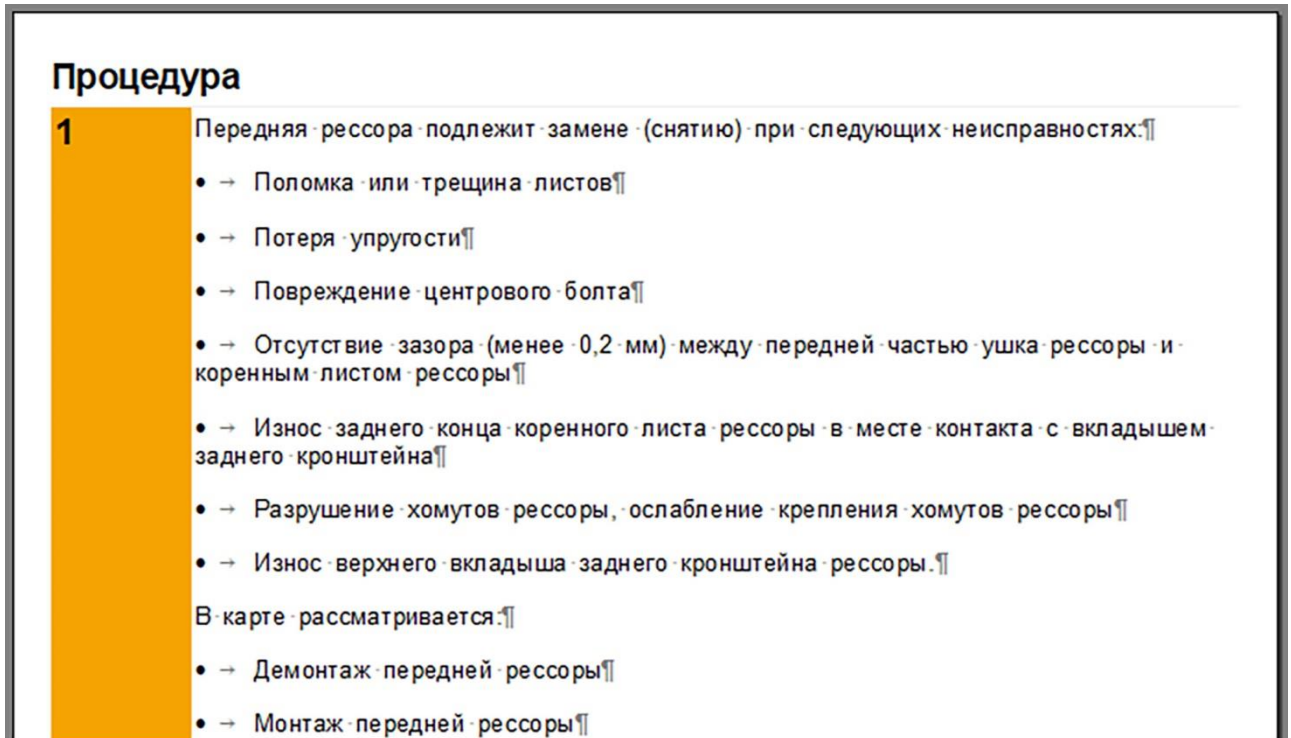 Процедура
1
Передняя рессора подлежит замене (снятию) при следующих неисправностях:¶
• → Поломка или трещина листов¶
• → Потеря упругости¶
• → Повреждение центрового болта¶
• → Отсутствие зазора (менее 0,2 мм) между передней частью ушка рессоры и
коренным листом рессоры¶
• → Износ заднего конца коренного листа рессоры в месте контакта с вкладышем
заднего кронштейна¶
• → Разрушение хомутов рессоры, ослабление крепления хомутов рессоры¶
• → Износ верхнего вкладыша заднего кронштейна рессоры.¶
В карте рассматривается:¶
• → Демонтаж передней рессоры¶
• → Монтаж передней рессоры¶